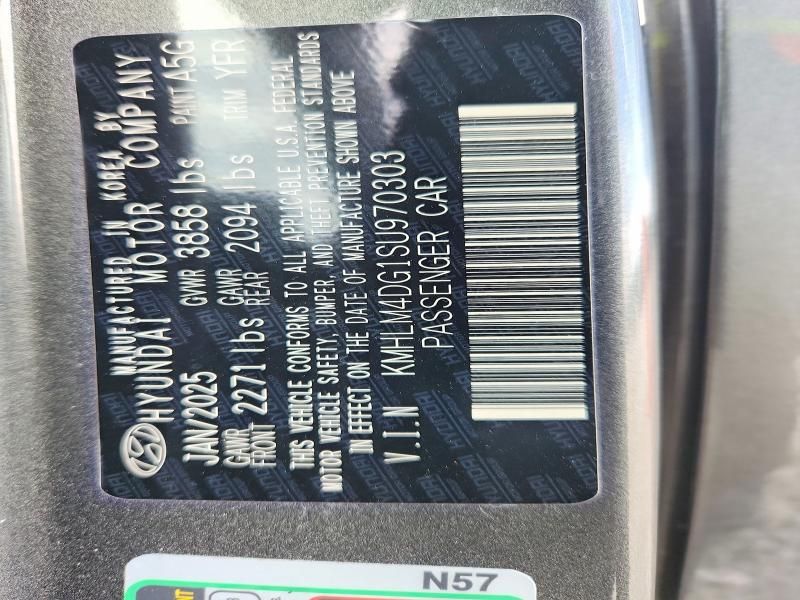 MANUFACTURED IN KOREA BY
HYUNDAI MOTOR COMPANY
JAN/2025 GVWR 3858 lbs PAINT A5G
GAWR FRONT 2271 lbs GAWR REAR 2094 lbs TRIM YFR
THIS VEHICLE CONFORMS TO ALL APPLICABLE U.S.A. FEDERAL
MOTOR VEHICLE SAFETY, BUMPER, AND THEFT PREVENTION STANDARDS
IN EFFECT ON THE DATE OF MANUFACTURE SHOWN ABOVE
V.I.N KMHLM4DG1SU970303
PASSENGER CAR
N57